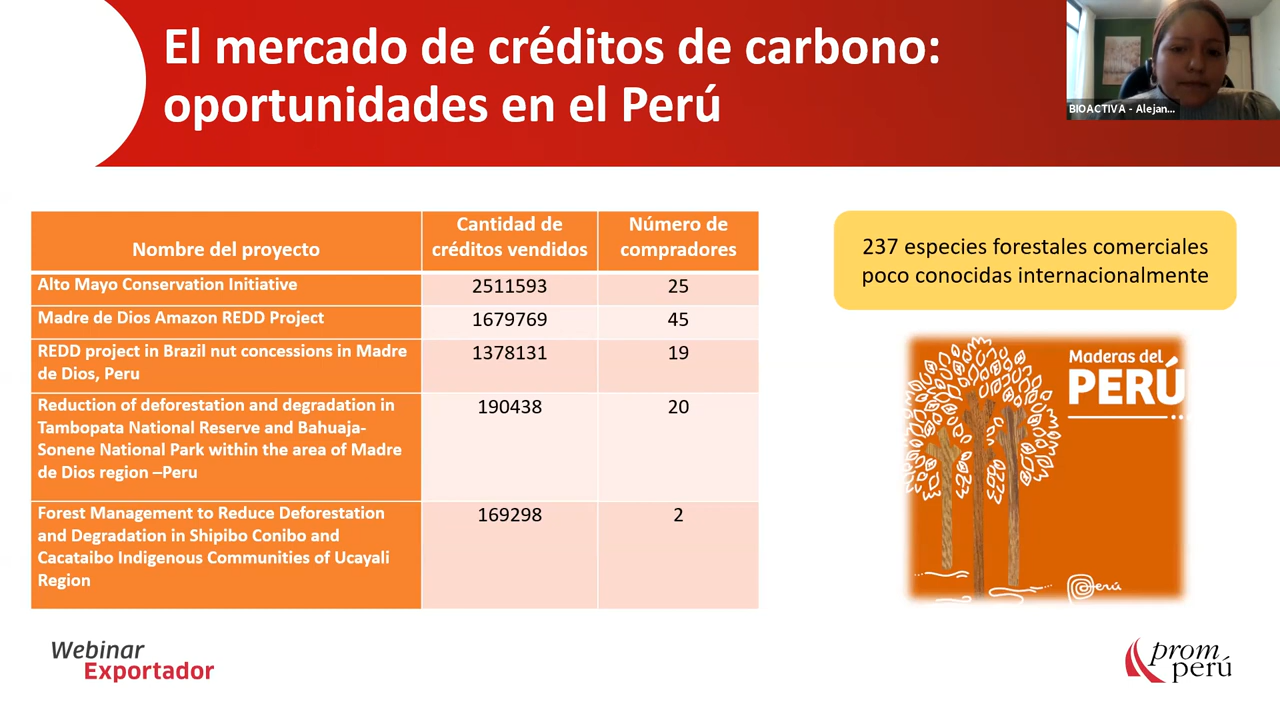 El mercado de créditos de carbono:
oportunidades en el Perú
BIOACTIVA - Alejan...
Nombre del proyecto
Cantidad de
créditos vendidos
Número de
compradores
Alto Mayo Conservation Initiative
2511593
25
Madre de Dios Amazon REDD Project
1679769
45
REDD project in Brazil nut concessions in Madre
de Dios, Peru
1378131
19
Reduction of deforestation and degradation in
Tambopata National Reserve and Bahuaja-
Sonene National Park within the area of Madre
de Dios region –Peru
190438
20
Forest Management to Reduce Deforestation
and Degradation in Shipibo Conibo and
Cacataibo Indigenous Communities of Ucayali
Region
169298
2
237 especies forestales comerciales
poco conocidas internacionalmente
Maderas del
PERÚ
Perú
Webinar
Exportador
prom
perú